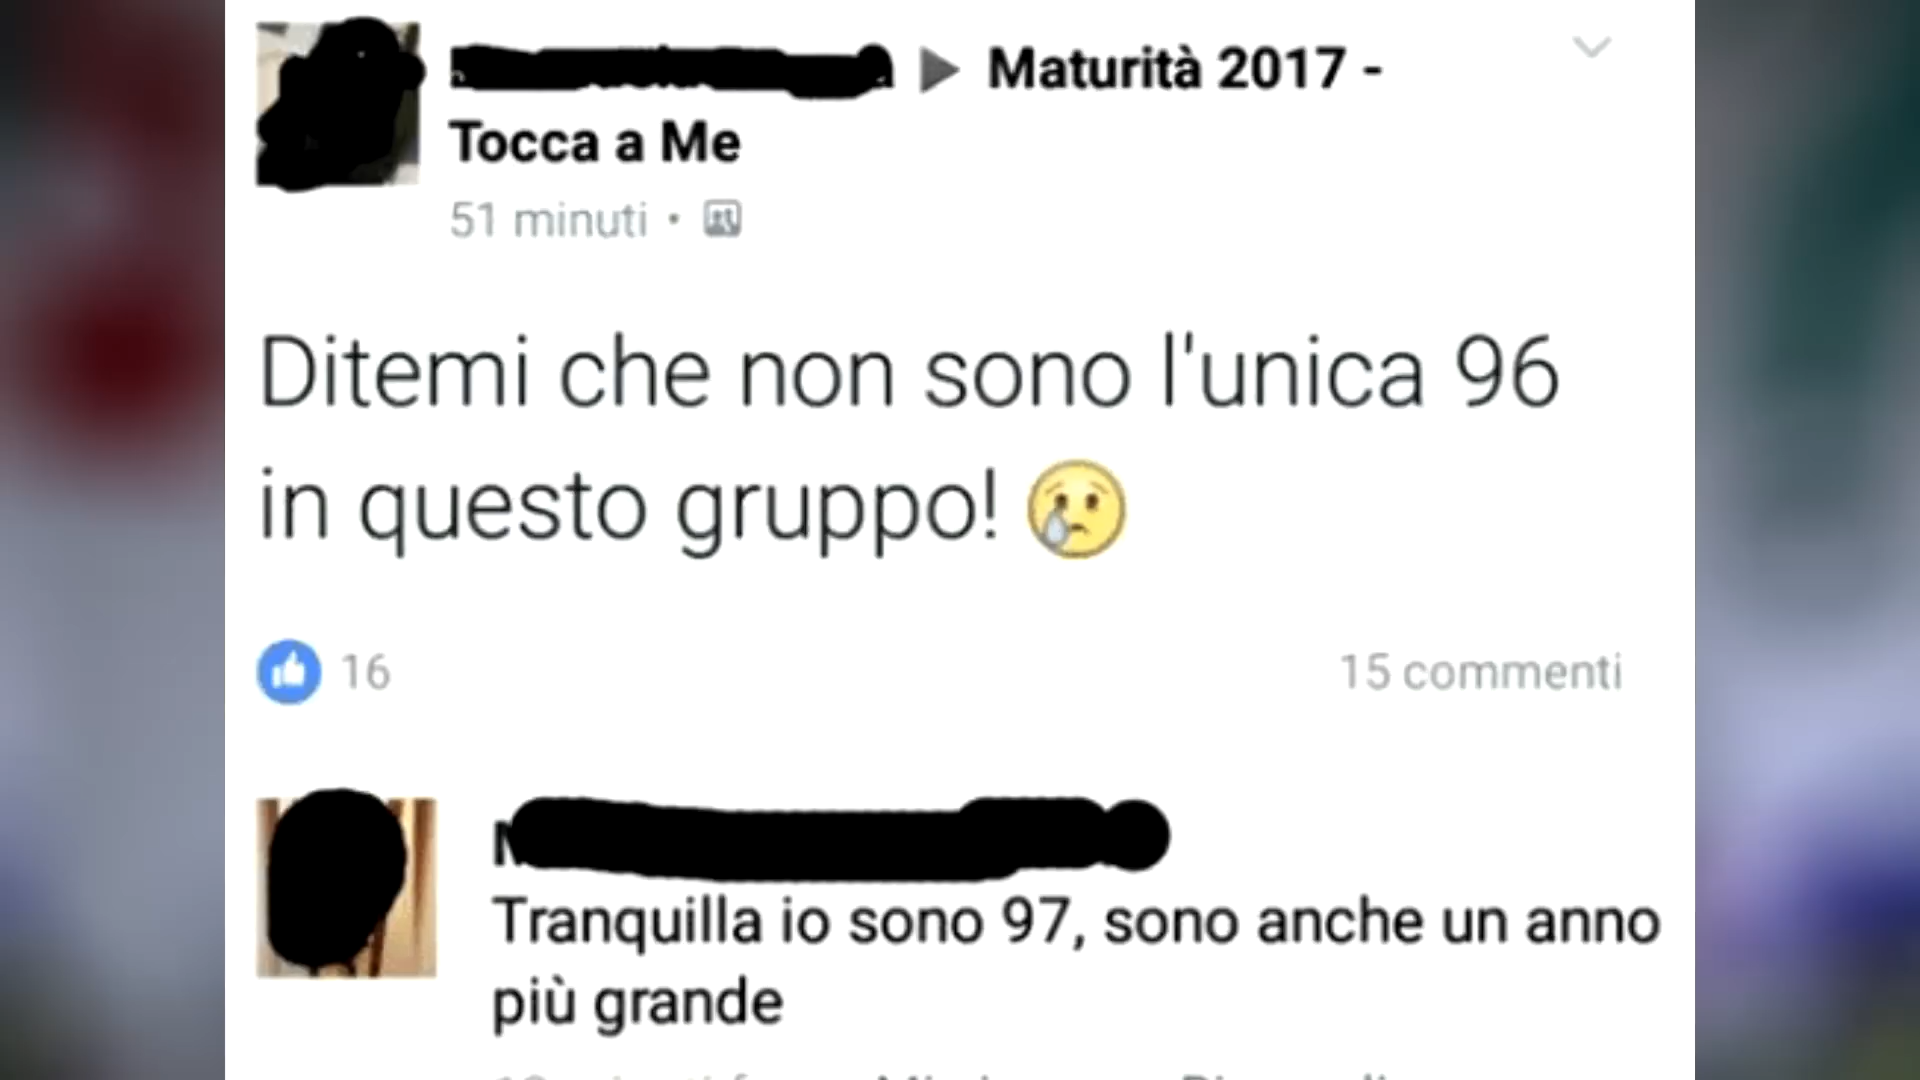 Maturità 2017 -
Tocca a Me
51 minuti •
Ditemi che non sono l'unica 96
in questo gruppo! 😢
16
15 commenti
Tranquilla io sono 97, sono anche un anno
più grande